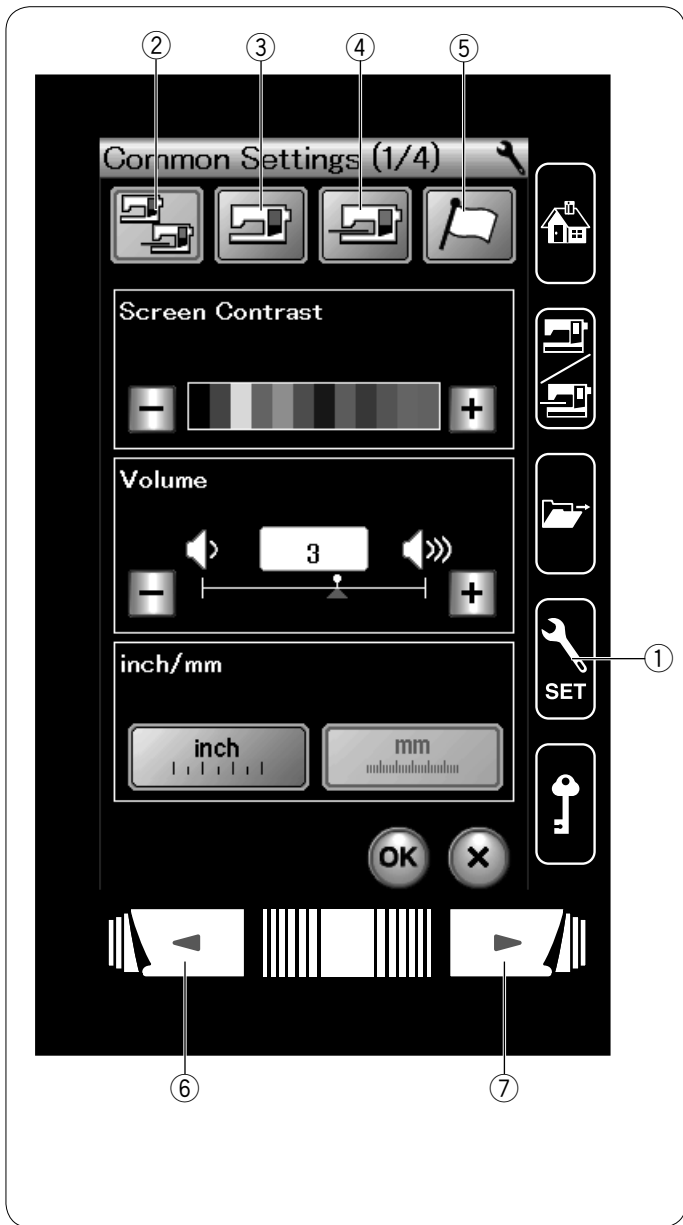 ② ③ ④ ⑤
Common Settings (1/4)
Screen Contrast
− +
Volume
3
− +
inch/mm
inch mm
SET
①
OK ×
⑥ ⑦